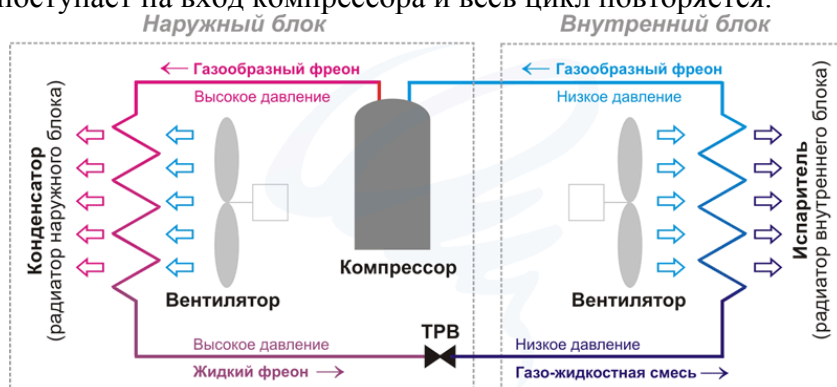 поступает на вход компрессора и весь цикл повторяется.
Наружный блок
Внутренний блок
← Газообразный фреон
Высокое давление
← Газообразный фреон
Низкое давление
Конденсатор
(радиатор наружного блока)
Вентилятор
Компрессор
Вентилятор
Испаритель
(радиатор внутреннего блока)
ТРВ
Высокое давление
Жидкий фреон →
Низкое давление
Газо-жидкостная смесь →